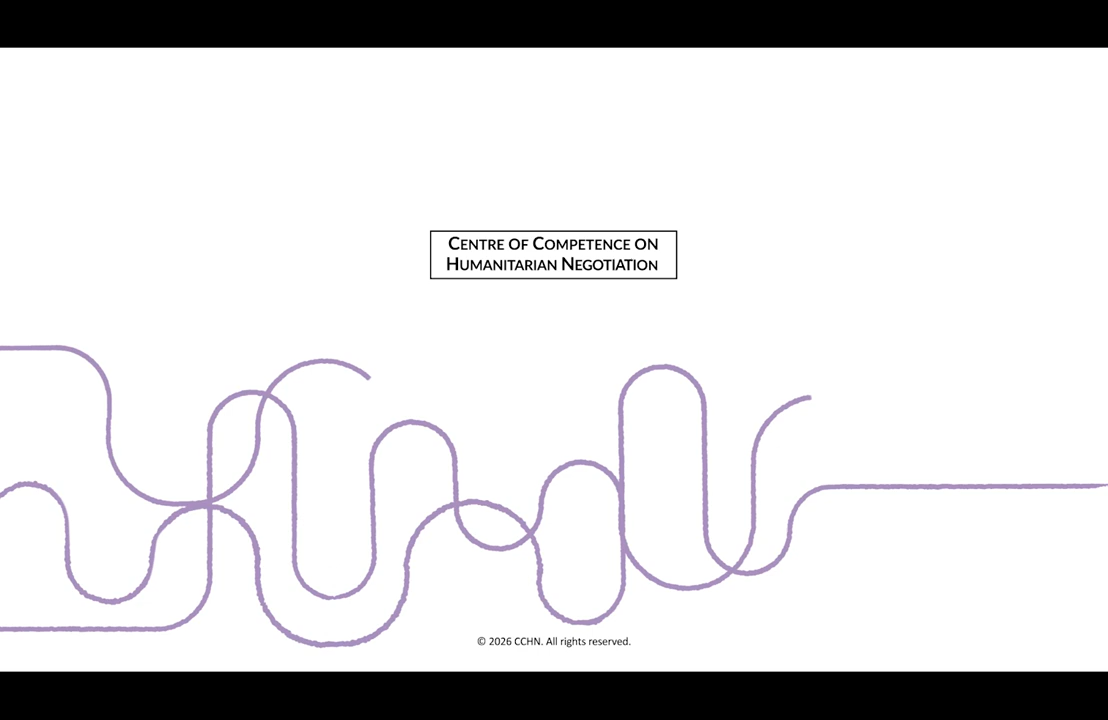 Centre of Competence on
Humanitarian Negotiation
© 2026 CCHN. All rights reserved.